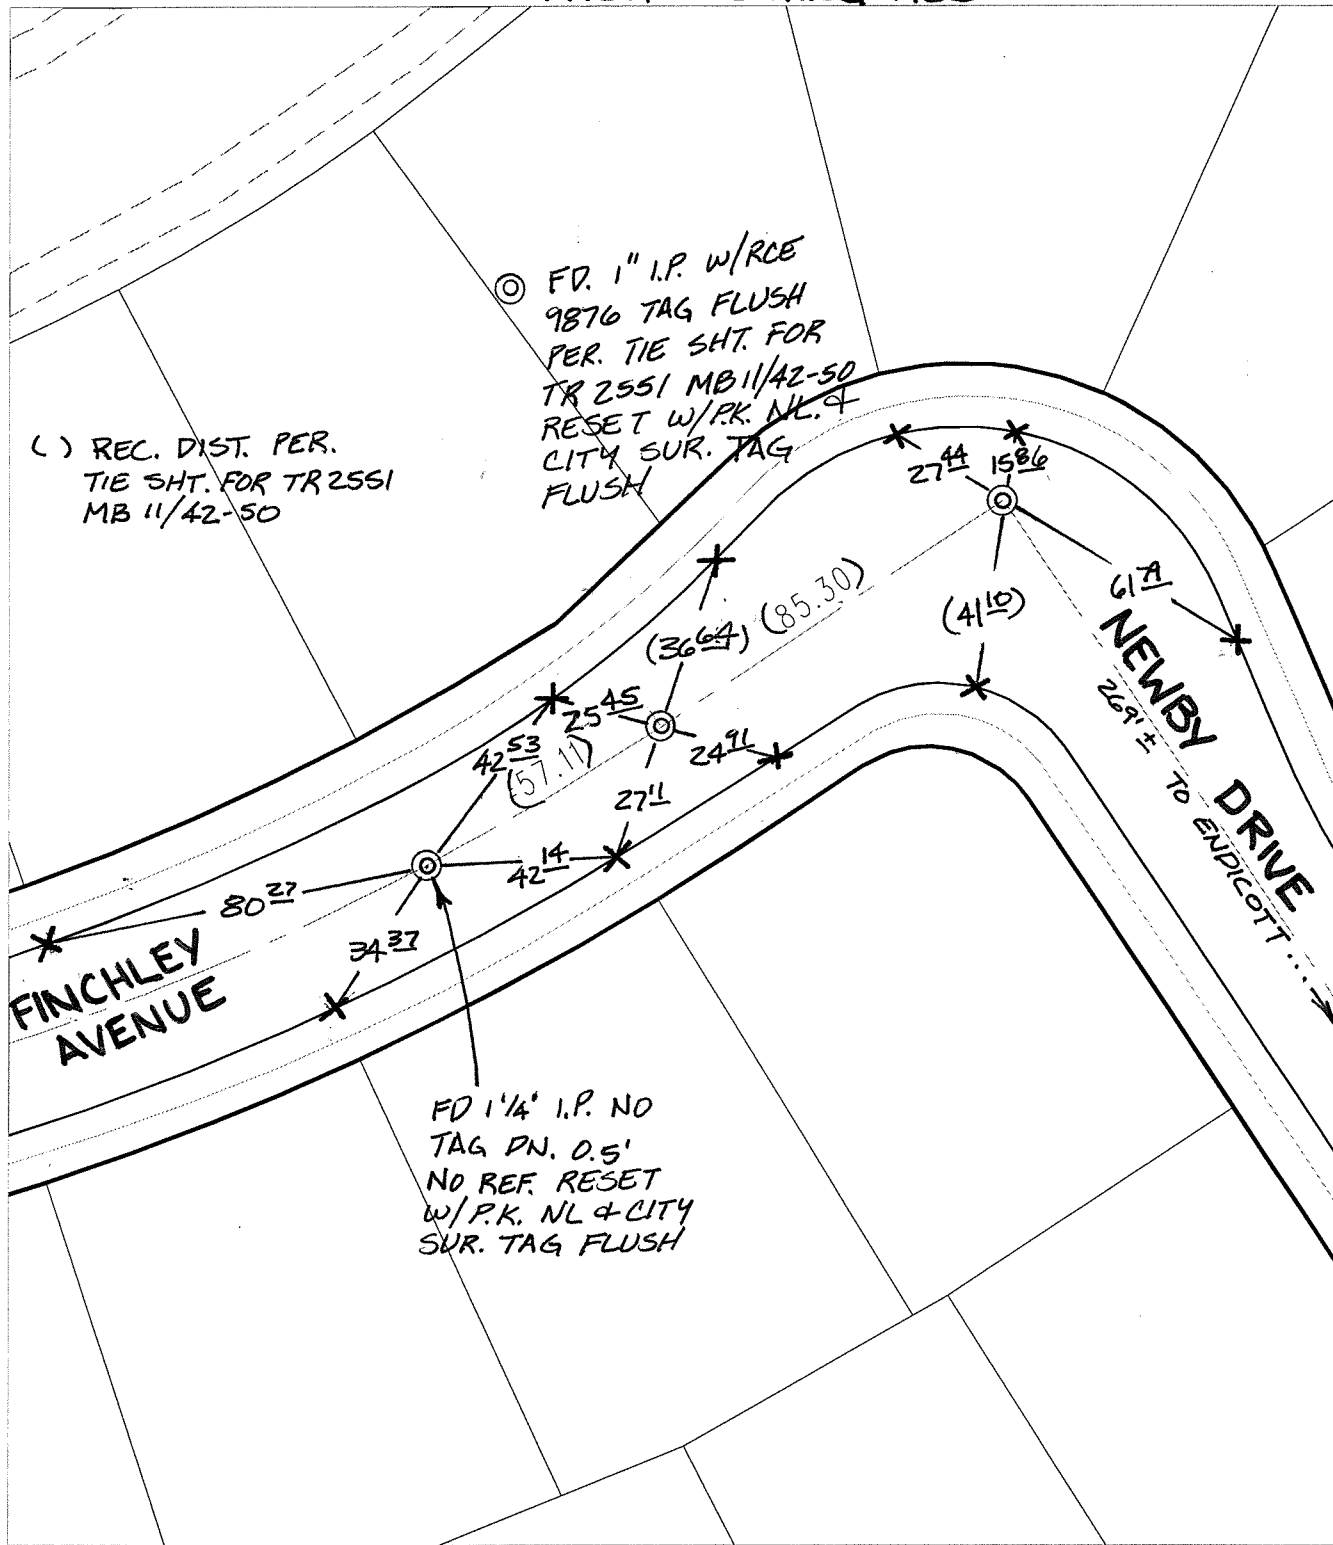 FD. 1" I.P. W/RCE
9876 TAG FLUSH
PER. TIE SHT. FOR
TR 2551 MB 11/42-50
RESET W/P.K. NL. &
CITY SUR. TAG
FLUSH
( ) REC. DIST. PER.
TIE SHT. FOR TR 2551
MB 11/42-50
27 44
15 86
(85.30)
61 79
(41 10)
(36 64)
NEWBY DRIVE
269' ± TO ENDICOTT ....
25 45
42 53
(57.11)
24 91
27 11
42 14
80 27
34 37
FINCHLEY
AVENUE
FD 1 1/4" I.P. NO
TAG DN. 0.5'
NO REF. RESET
W/ P.K. NL & CITY
SUR. TAG FLUSH